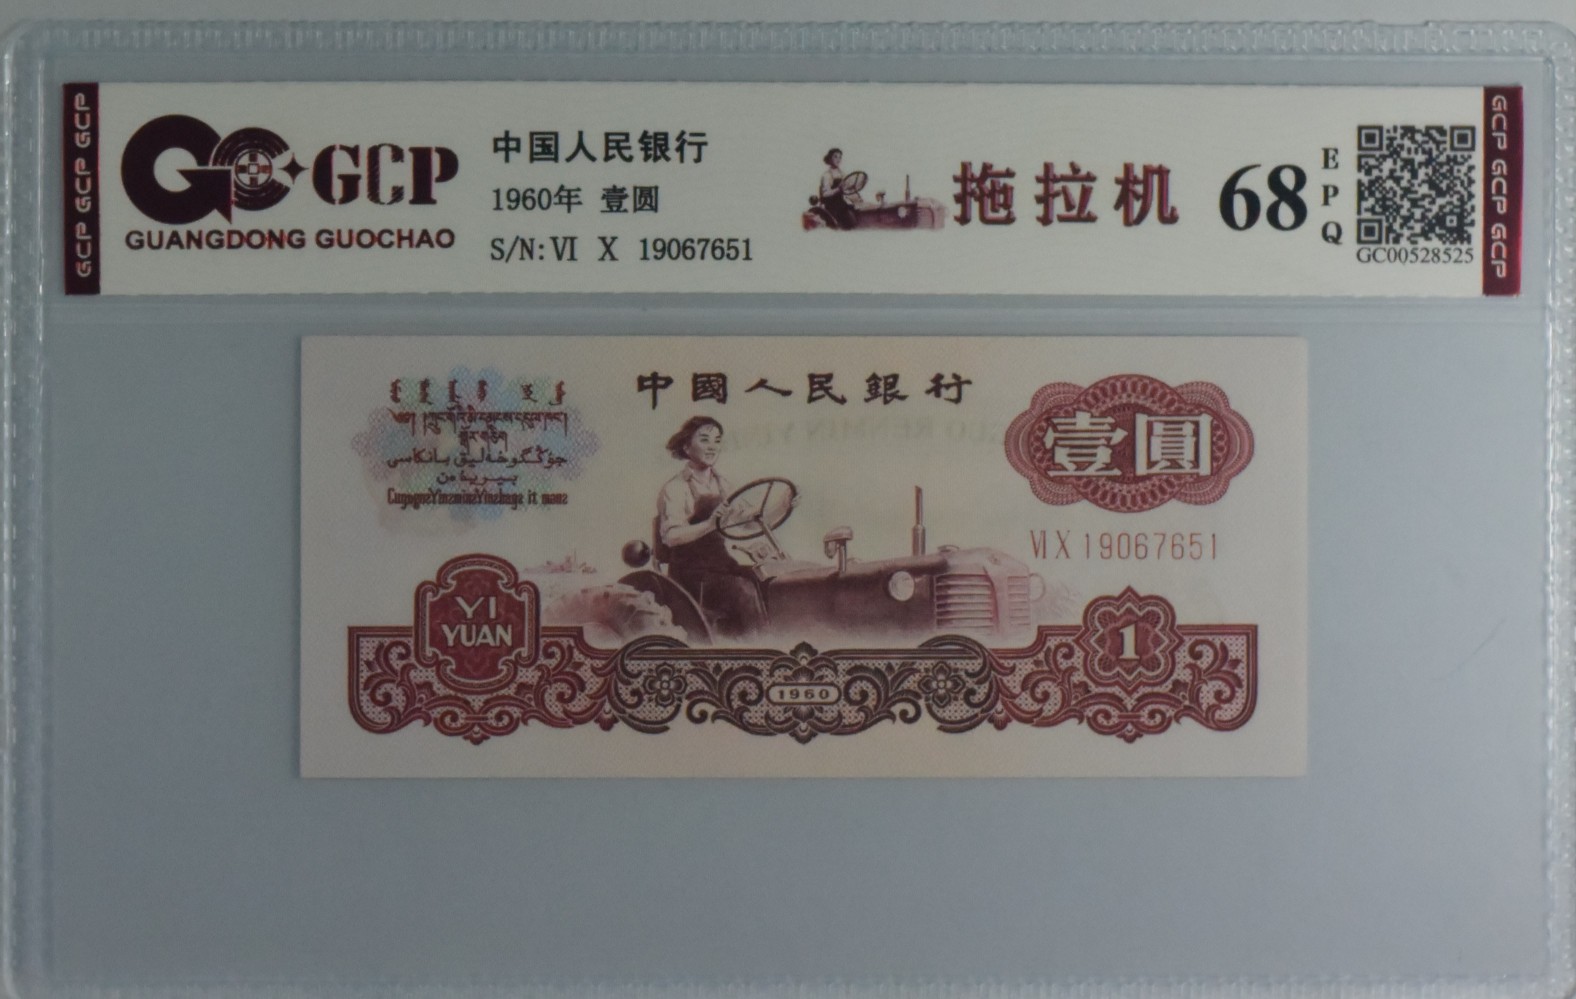 GCP GCP GCP
GCP
GUANGDONG GUOCHAO
中国人民银行
1960年 壹圆
S/N: VI X 19067651
拖拉机
68
EPQ
GC00528525
GCP GCP GCP
中國人民銀行
壹圓
VI X 19067651
YI
YUAN
1960
1